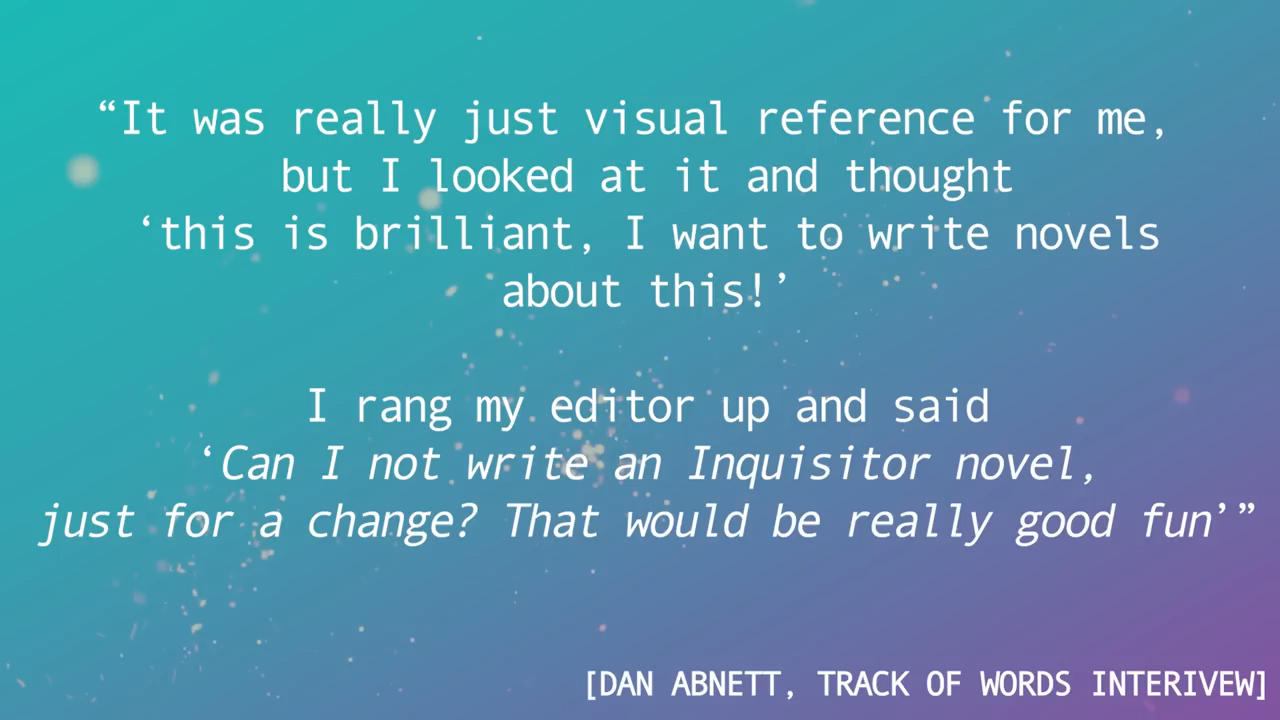 “It was really just visual reference for me,
but I looked at it and thought
‘this is brilliant, I want to write novels
about this!’
I rang my editor up and said
‘Can I not write an Inquisitor novel,
just for a change? That would be really good fun’”
[DAN ABNETT, TRACK OF WORDS INTERIVEW]